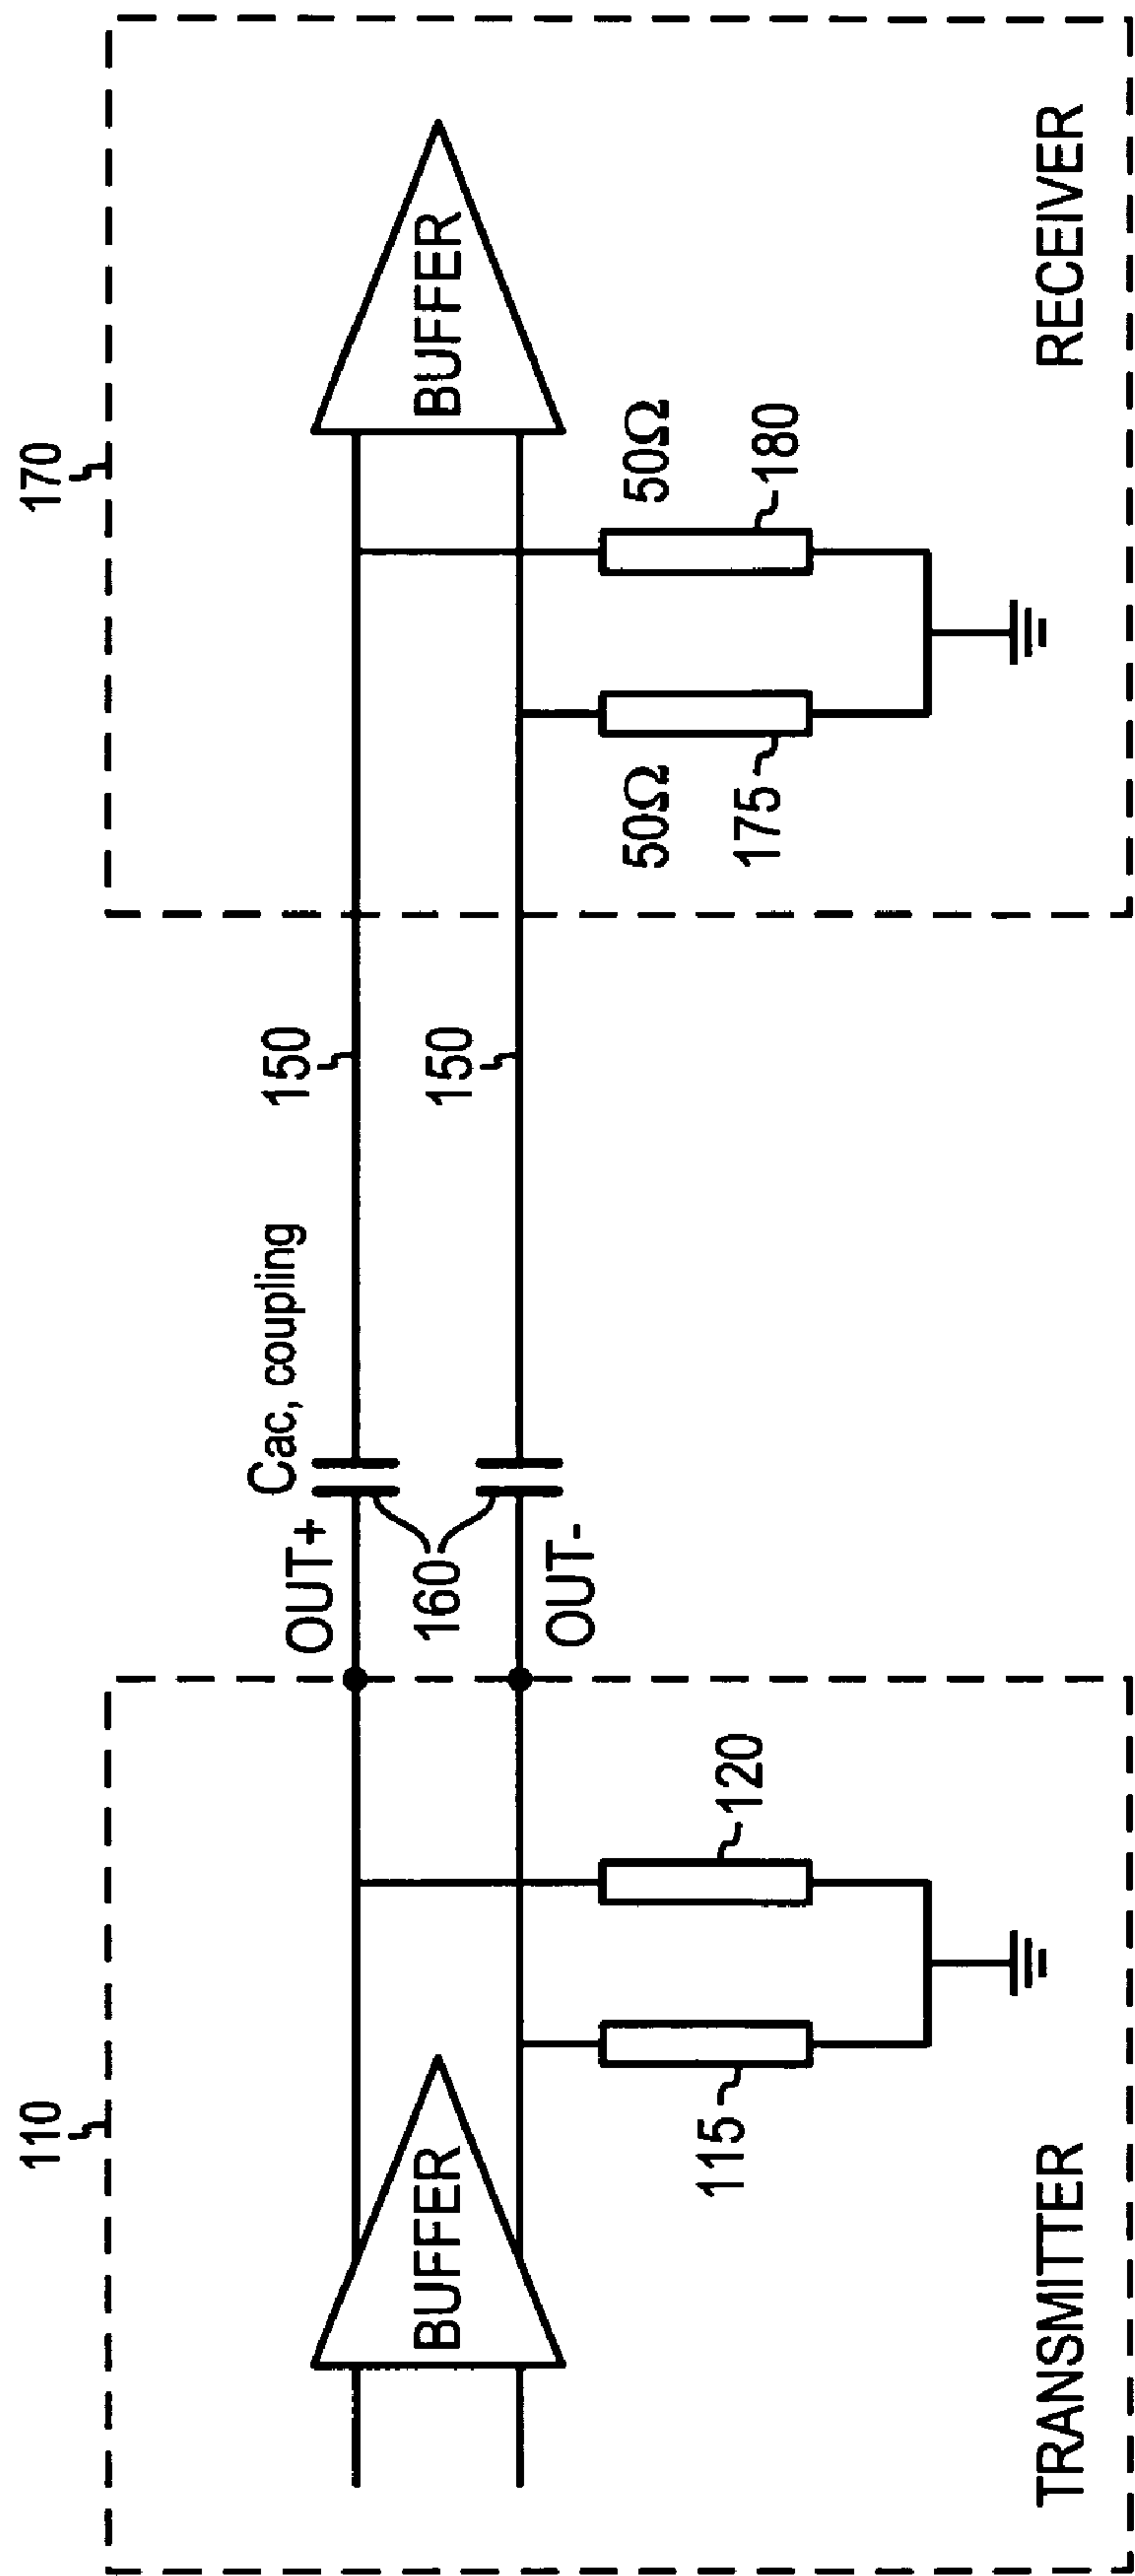 110
170
BUFFER
OUT+
Cac, coupling
150
BUFFER
160
150
OUT-
115
120
50Ω
175
50Ω
180
TRANSMITTER
RECEIVER